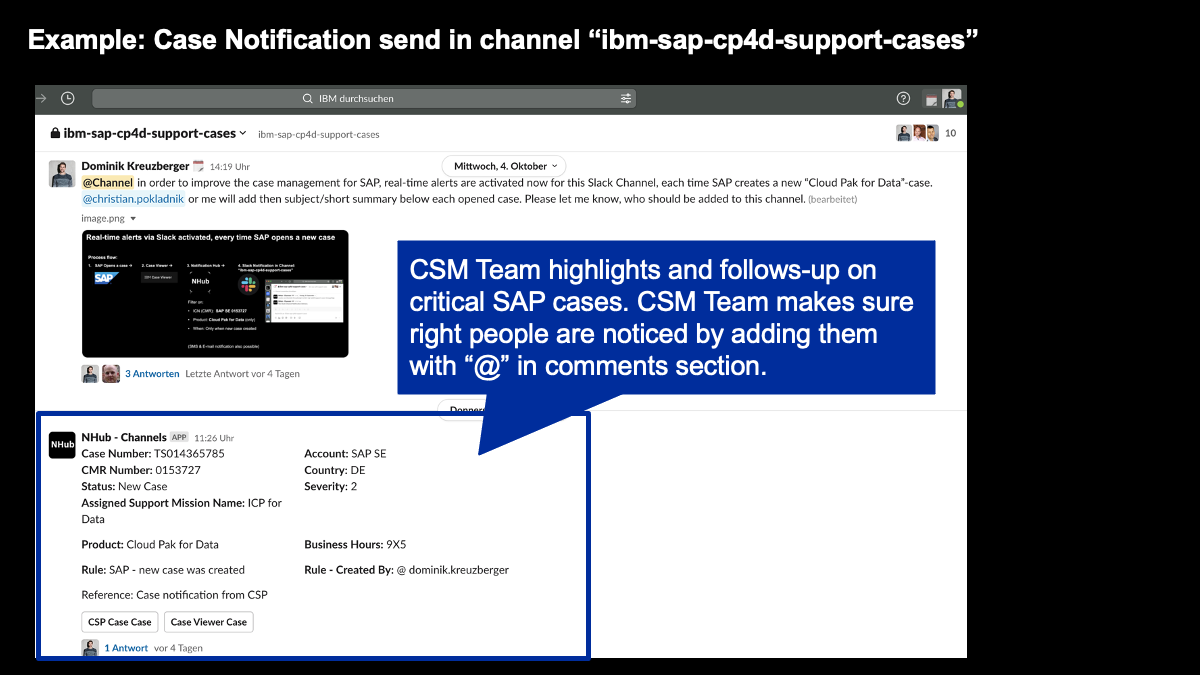 Example: Case Notification send in channel “ibm-sap-cp4d-support-cases”
IBM durchsuchen
ibm-sap-cp4d-support-cases
ibm-sap-cp4d-support-cases
10
Dominik Kreuzberger 14:19 Uhr
Mittwoch, 4. Oktober
@Channel in order to improve the case management for SAP, real-time alerts are activated now for this Slack Channel, each time SAP creates a new “Cloud Pak for Data”-case.
@christian.pokladnik or me will add then subject/short summary below each opened case. Please let me know, who should be added to this channel. (bearbeitet)
image.png
Real-time alerts via Slack activated, every time SAP opens a new case
Process flow:
1. SAP Opens a case
2. Case Viewer
3. Notification Hub
4. Slack Notification in Channel:
"ibm-sap-cp4d-support-cases"
SAP
NHub
Filter on:
ICN (CMR): SAP SE 0153727
Product: Cloud Pak for Data (only)
When: Only when new case created
(SMS & E-mail notification also possible)
3 Antworten Letzte Antwort vor 4 Tagen
CSM Team highlights and follows-up on
critical SAP cases. CSM Team makes sure
right people are noticed by adding them
with “@” in comments section.
NHub
NHub - Channels APP 11:26 Uhr
Case Number: TS014365785
Account: SAP SE
CMR Number: 0153727
Country: DE
Status: New Case
Severity: 2
Assigned Support Mission Name: ICP for
Data
Product: Cloud Pak for Data
Business Hours: 9X5
Rule: SAP - new case was created
Rule - Created By: @ dominik.kreuzberger
Reference: Case notification from CSP
CSP Case Case
Case Viewer Case
1 Antwort vor 4 Tagen